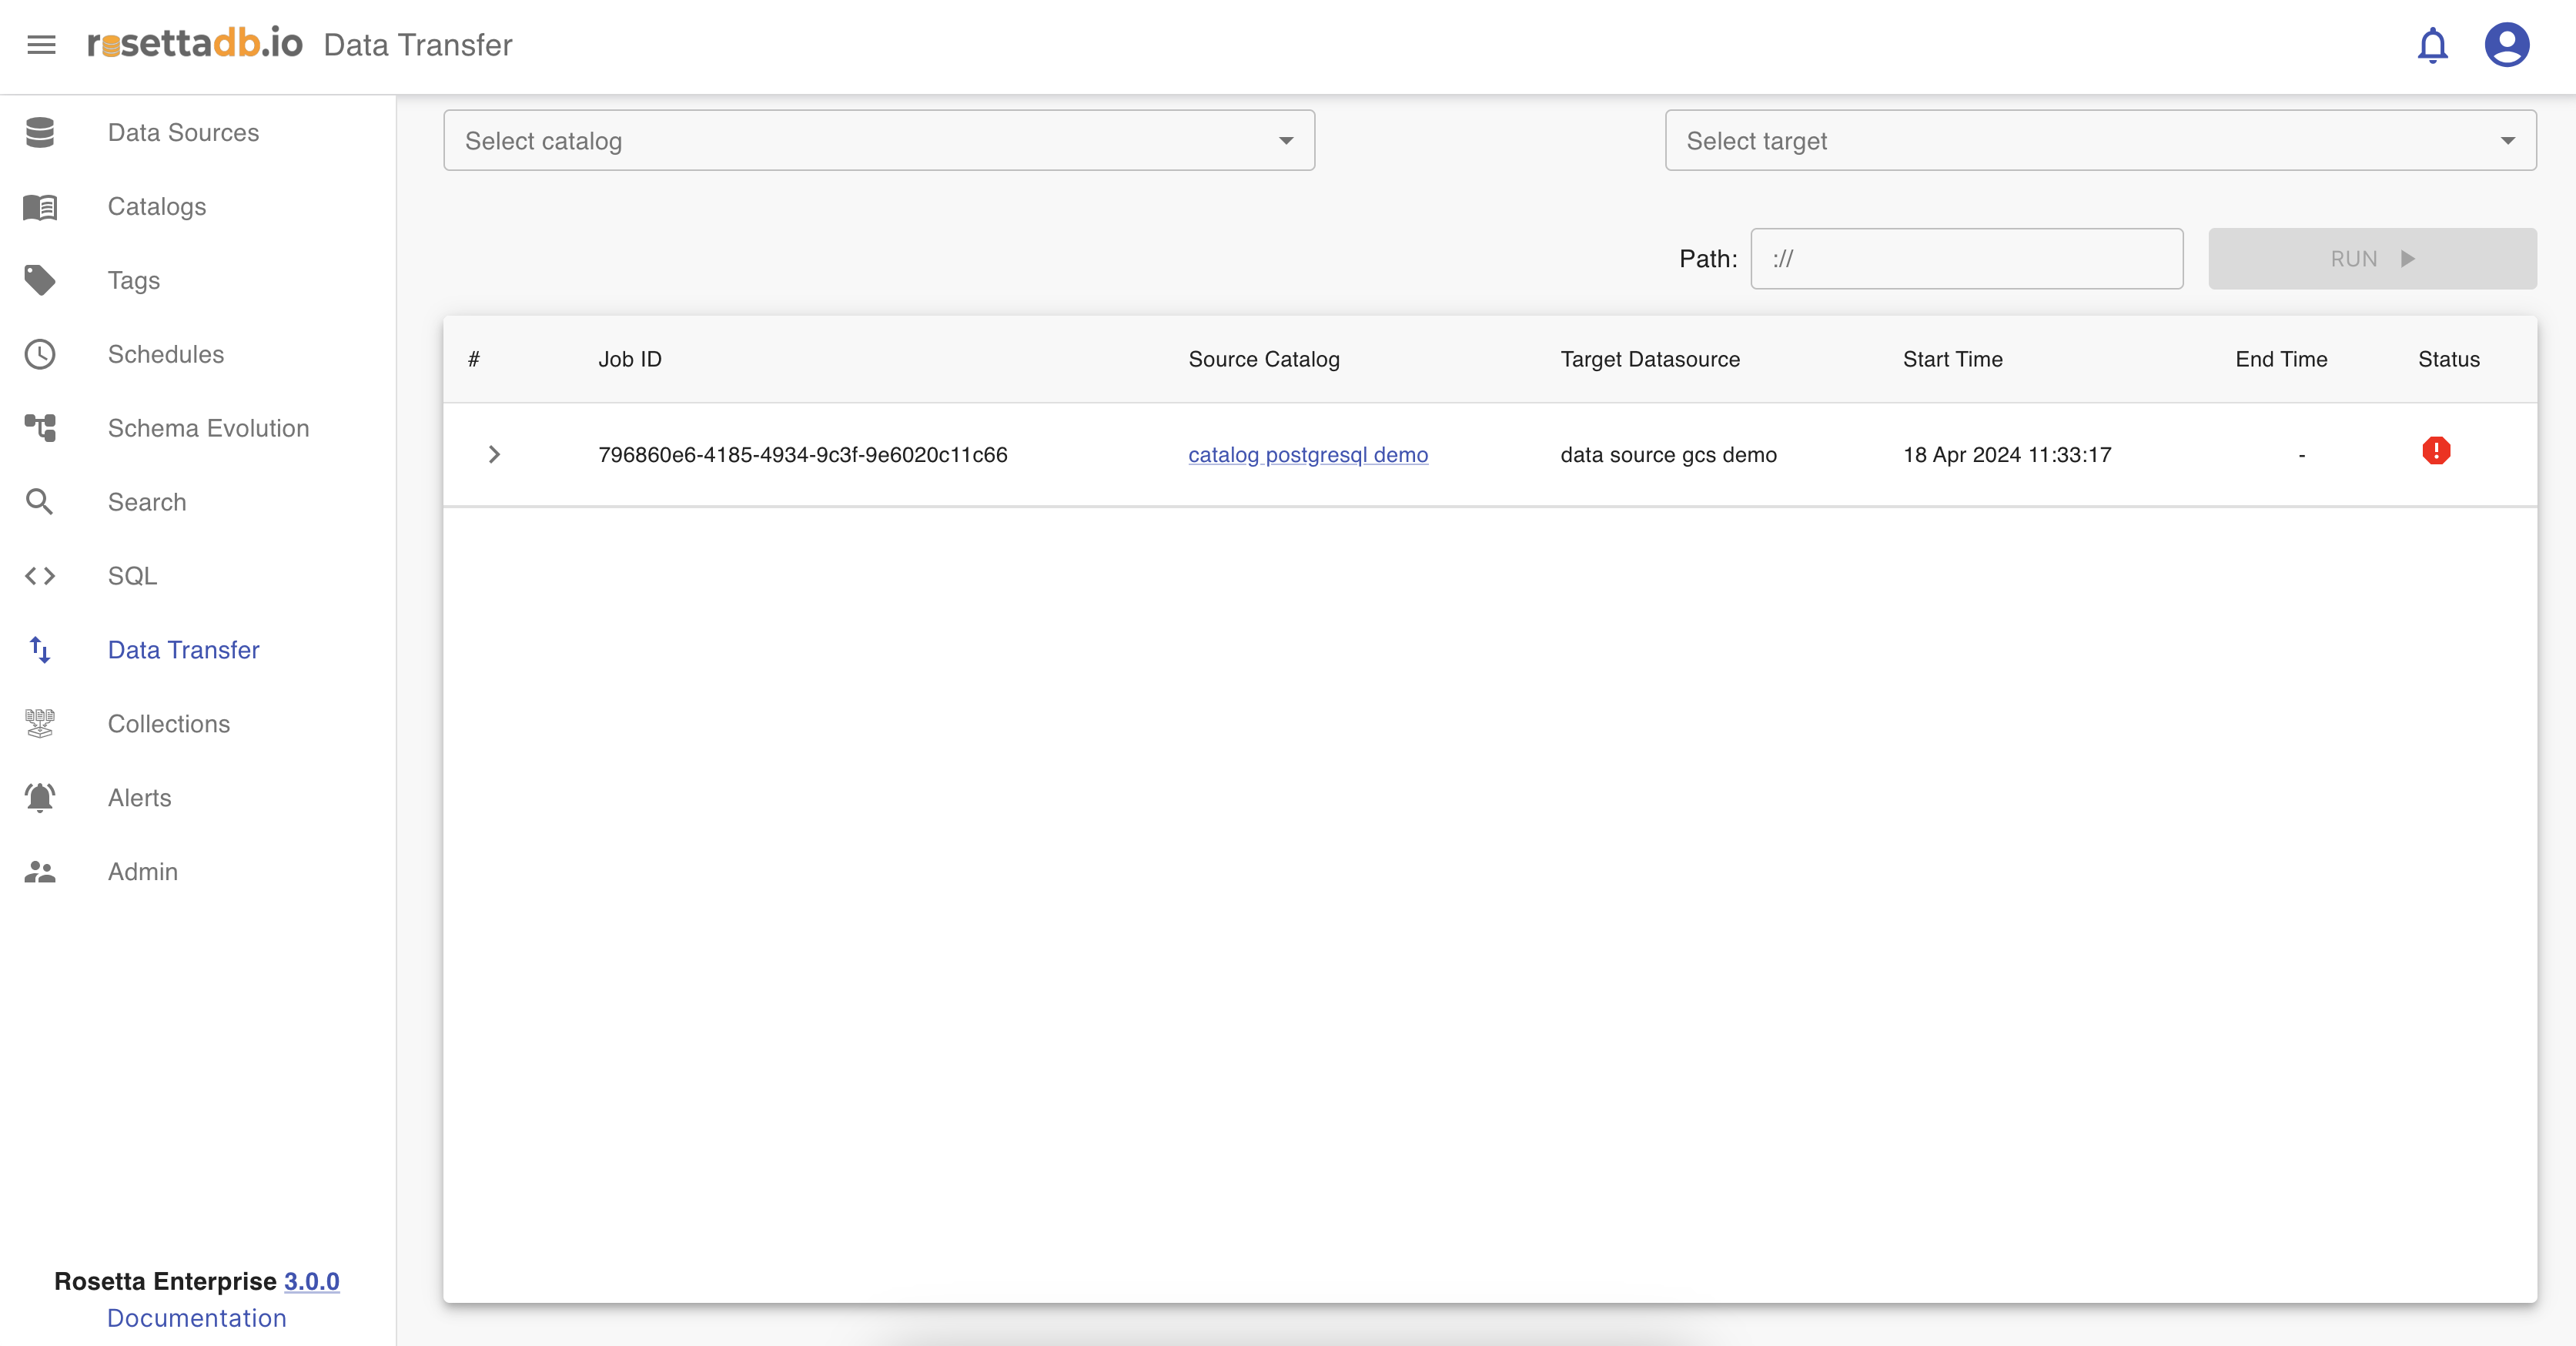 rosettadb.io Data Transfer
Data Sources
Catalogs
Tags
Schedules
Schema Evolution
Search
SQL
Data Transfer
Collections
Alerts
Admin
Rosetta Enterprise 3.0.0
Documentation
Select catalog
Select target
Path: :// RUN
# Job ID Source Catalog Target Datasource Start Time End Time Status
796860e6-4185-4934-9c3f-9e6020c11c66 catalog postgresql demo data source gcs demo 18 Apr 2024 11:33:17 -